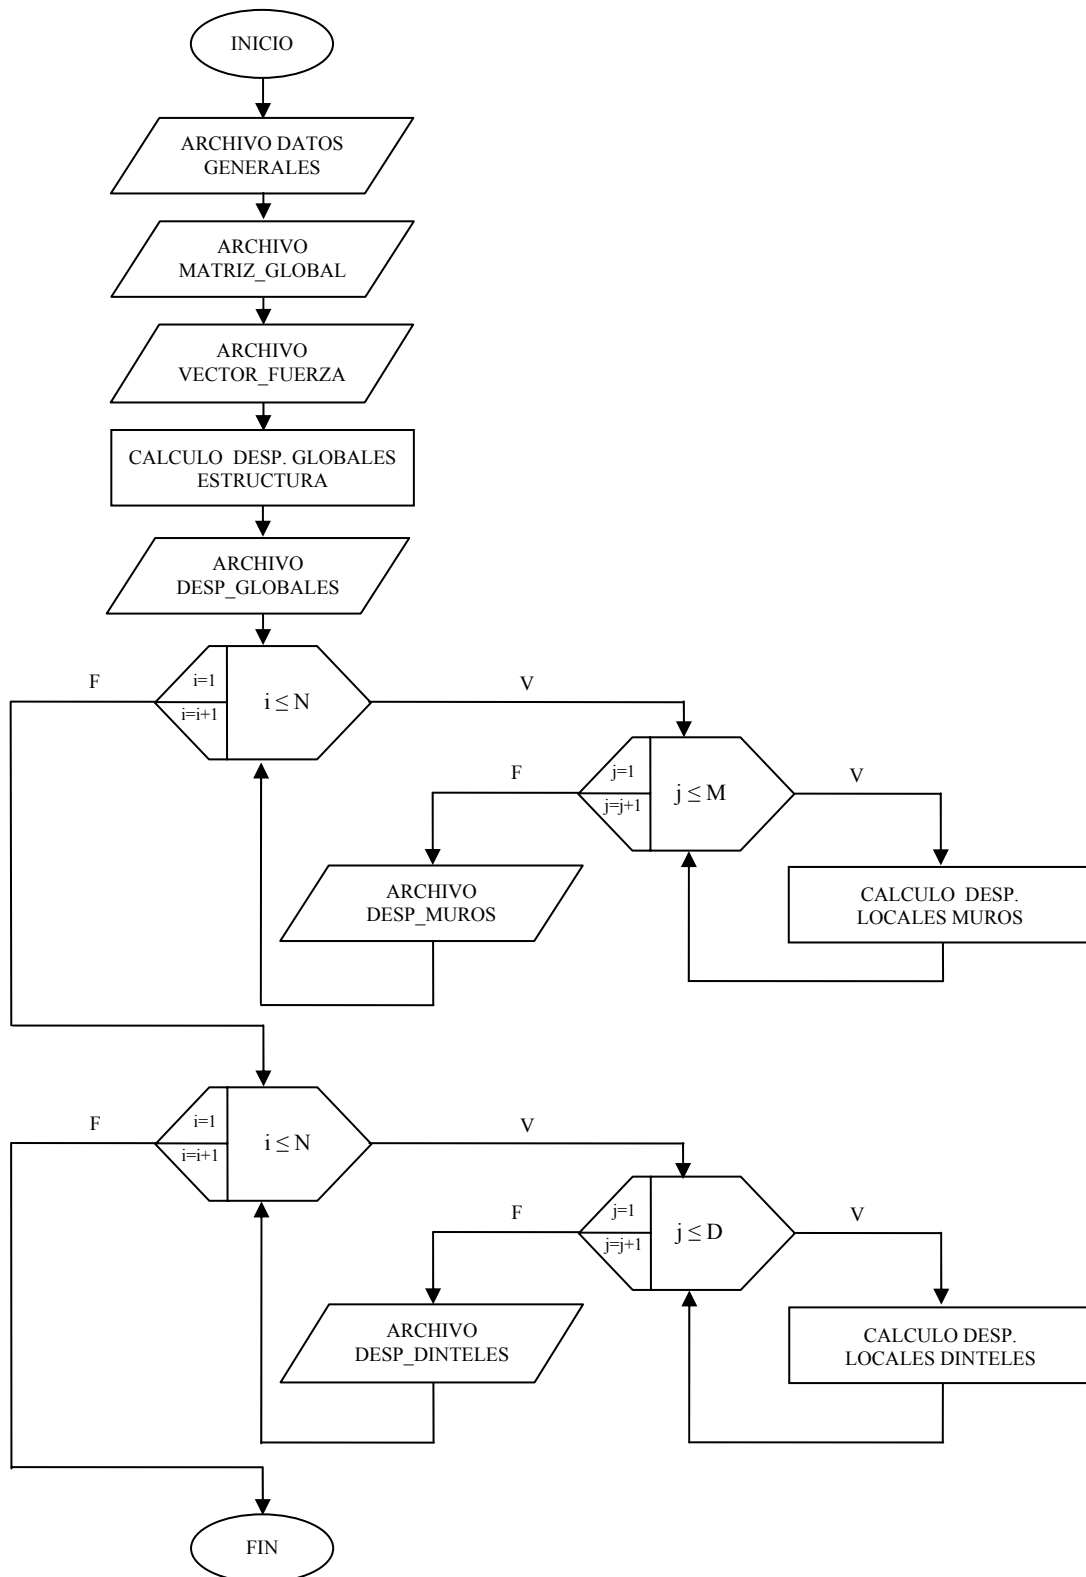 INICIO
ARCHIVO DATOS
GENERALES
ARCHIVO
MATRIZ_GLOBAL
ARCHIVO
VECTOR_FUERZA
CALCULO DESP. GLOBALES
ESTRUCTURA
ARCHIVO
DESP_GLOBALES
F
i=1
i=i+1
i ≤ N
V
F
j=1
j=j+1
j ≤ M
V
ARCHIVO
DESP_MUROS
CALCULO DESP.
LOCALES MUROS
F
i=1
i=i+1
i ≤ N
V
F
j=1
j=j+1
j ≤ D
V
ARCHIVO
DESP_DINTELES
CALCULO DESP.
LOCALES DINTELES
FIN